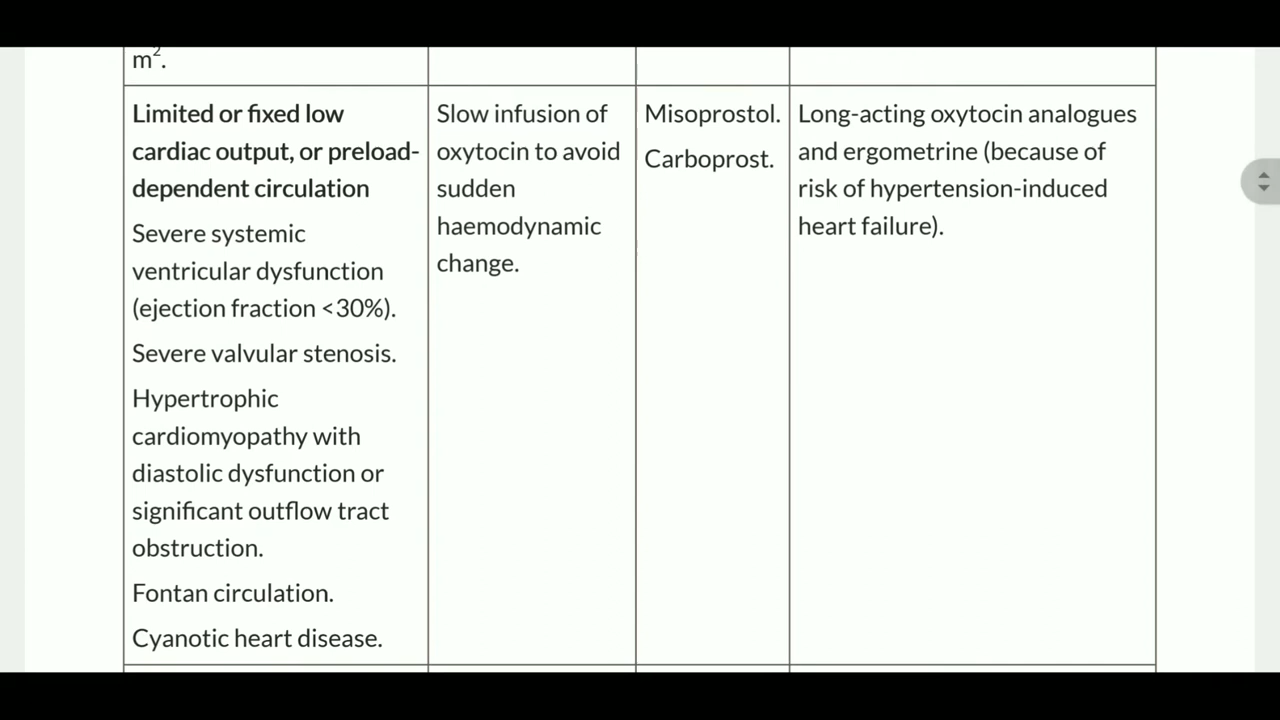 m².
Limited or fixed low
cardiac output, or preload-
dependent circulation
Severe systemic
ventricular dysfunction
(ejection fraction <30%).
Severe valvular stenosis.
Hypertrophic
cardiomyopathy with
diastolic dysfunction or
significant outflow tract
obstruction.
Fontan circulation.
Cyanotic heart disease.
Slow infusion of
oxytocin to avoid
sudden
haemodynamic
change.
Misoprostol.
Carboprost.
Long-acting oxytocin analogues
and ergometrine (because of
risk of hypertension-induced
heart failure).